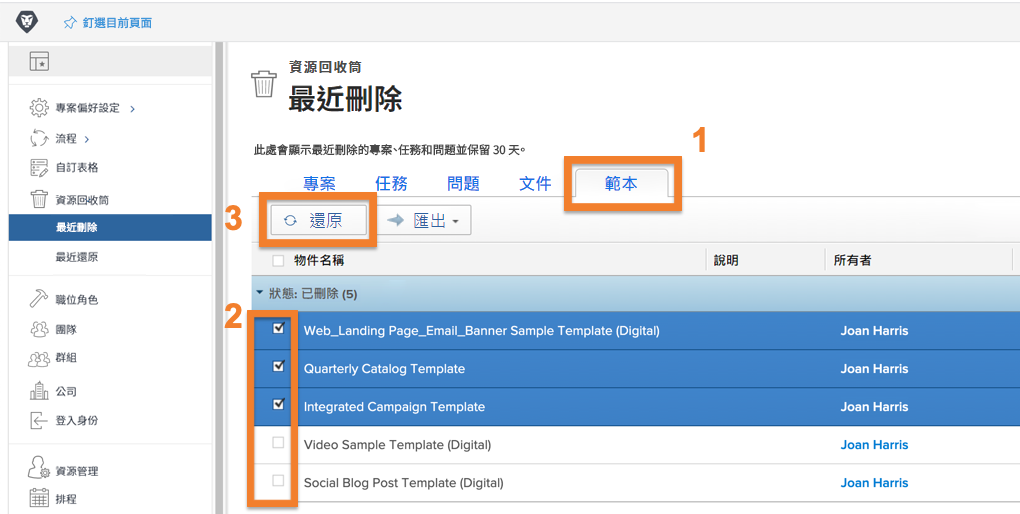 釘選目前頁面
專案偏好設定
流程
自訂表格
資源回收筒
最近刪除
最近還原
職位角色
團隊
群組
公司
登入身份
資源管理
排程
資源回收筒
最近刪除
此處會顯示最近刪除的專案、任務和問題並保留 30 天。
1
專案 任務 問題 文件 範本
3 還原 匯出
物件名稱 說明 所有者
狀態: 已刪除 (5)
2
Web_Landing Page_Email_Banner Sample Template (Digital) Joan Harris
Quarterly Catalog Template Joan Harris
Integrated Campaign Template Joan Harris
Video Sample Template (Digital) Joan Harris
Social Blog Post Template (Digital) Joan Harris